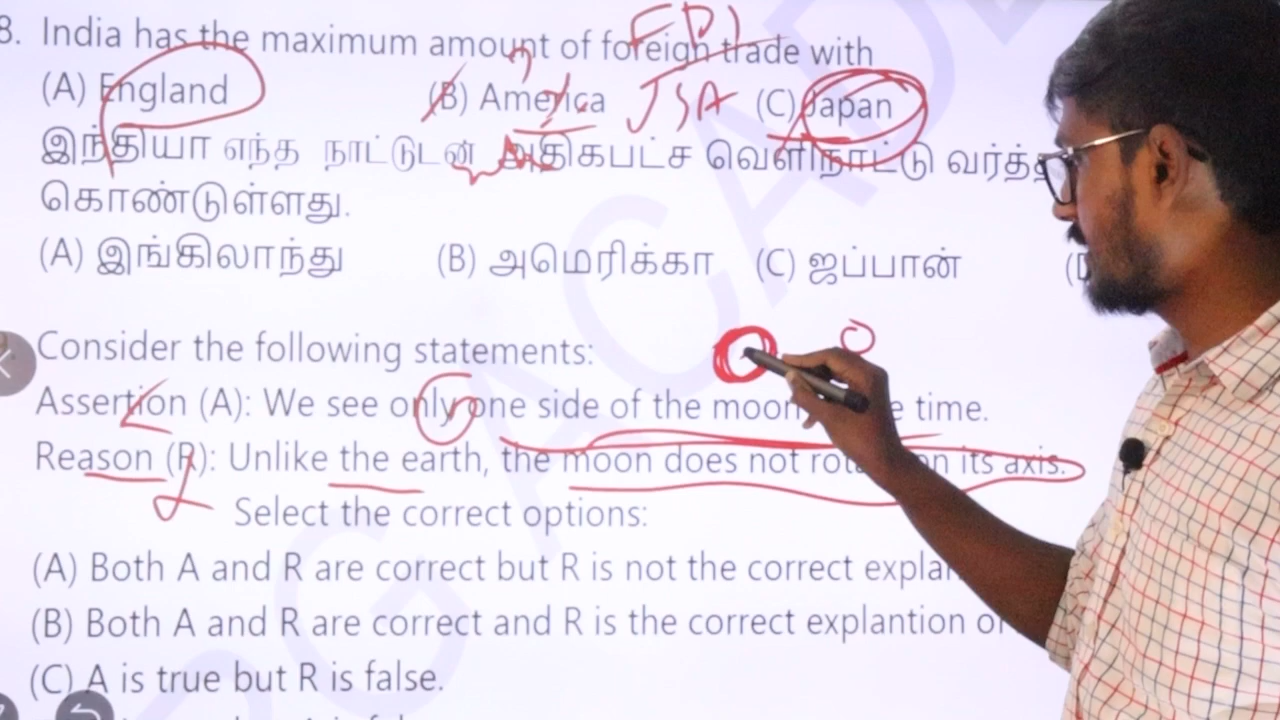 8. India has the maximum amount of foreign trade with
FDI
(A) England (B) America (C) Japan
USA
இந்தியா எந்த நாட்டுடன் அதிகபட்ச வெளிநாட்டு வர்த்த
கொண்டுள்ளது.
(A) இங்கிலாந்து (B) அமெரிக்கா (C) ஜப்பான் (D
Consider the following statements:
Assertion (A): We see only one side of the moon e time.
Reason (R): Unlike the earth, the moon does not rotate on its axis.
Select the correct options:
(A) Both A and R are correct but R is not the correct explan
(B) Both A and R are correct and R is the correct explantion of
(C) A is true but R is false.